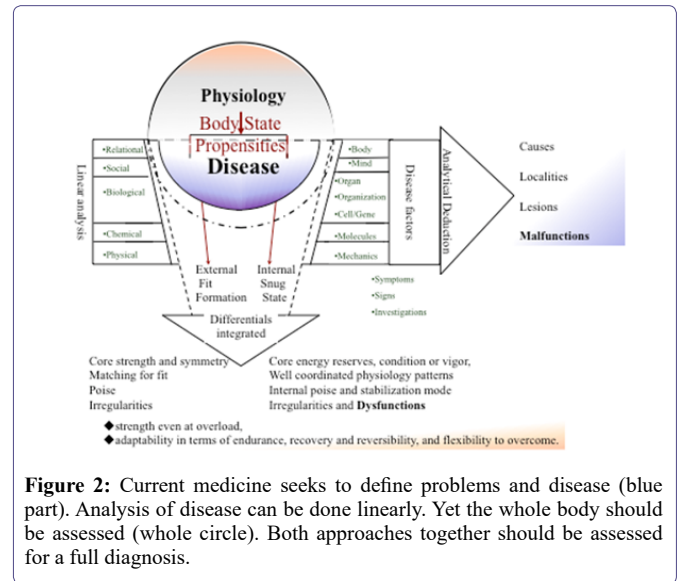 Physiology
Body State
Propensities
Disease
Linear analysis
•Relational
•Social
•Biological
•Chemical
•Physical
•Body
•Mind
•Organ
•Organization
•Cell/Gene
•Molecules
•Mechanics
Disease factors
Analytical Deduction
Causes
Localities
Lesions
Malfunctions
•Symptoms
•Signs
•Investigations
External
Fit
Formation
Internal
Snug
State
Differentials
integrated
Core strength and symmetry
Matching for fit
Poise
Irregularities
Core energy reserves, condition or vigor,
Well coordinated physiology patterns
Internal poise and stabilization mode
Irregularities and Dysfunctions
◆strength even at overload,
◆adaptability in terms of endurance, recovery and reversibility, and flexibility to overcome.
Figure 2: Current medicine seeks to define problems and disease (blue
part). Analysis of disease can be done linearly. Yet the whole body should
be assessed (whole circle). Both approaches together should be assessed
for a full diagnosis.